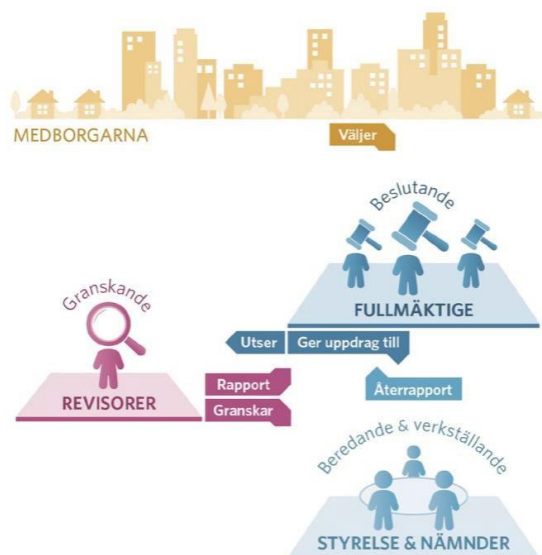 MEDBORGARNA
Väljer
Beslutande
FULLMÄKTIGE
Granskande
Utser
Ger uppdrag till
REVISORER
Rapport
Återrapport
Granskar
Beredande & verkställande
STYRELSE & NÄMNDER